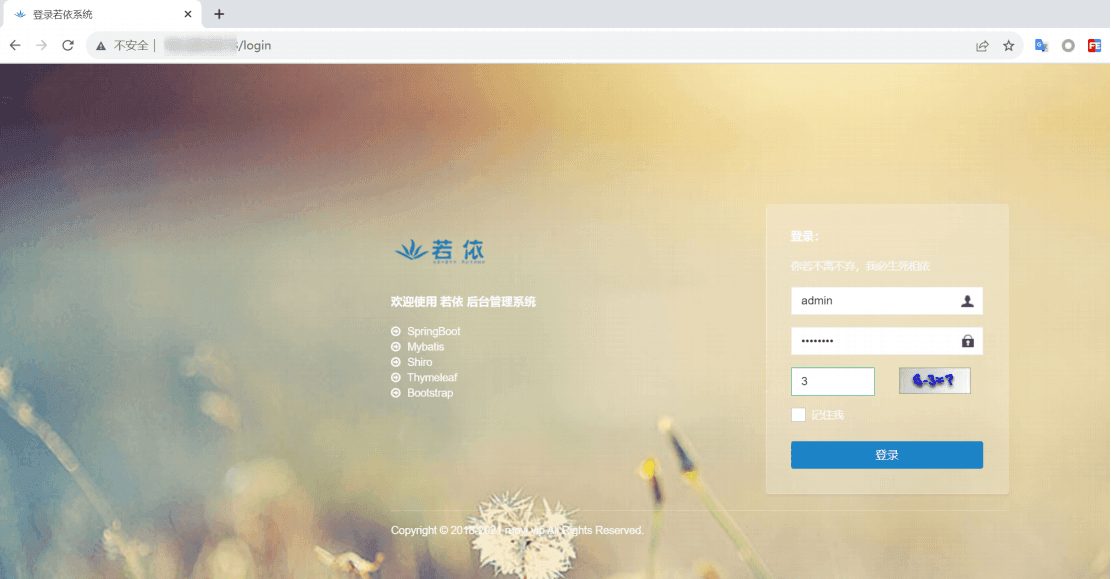 登录若依系统
不安全 | /login
若依
欢迎使用 若依 后台管理系统
SpringBoot
Mybatis
Shiro
Thymeleaf
Bootstrap
登录：
你若不离不弃，我必生死相依
admin
••••••••
3
6-3=?
记住我
登录
Copyright © 2018-2021 ruoyi.vip All Rights Reserved.